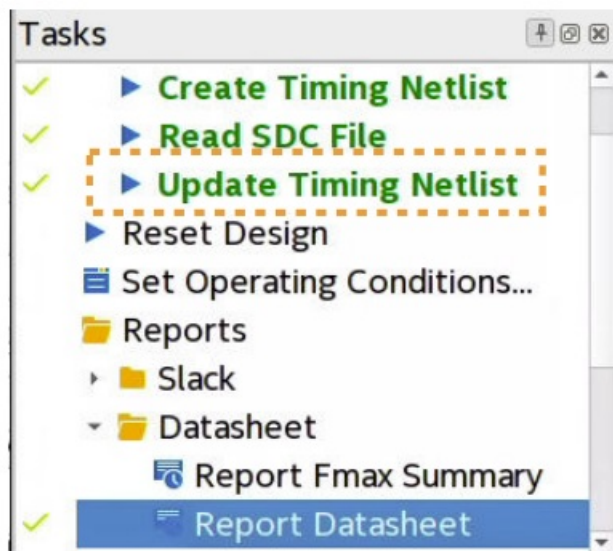 Tasks
Create Timing Netlist
Read SDC File
Update Timing Netlist
Reset Design
Set Operating Conditions...
Reports
Slack
Datasheet
Report Fmax Summary
Report Datasheet